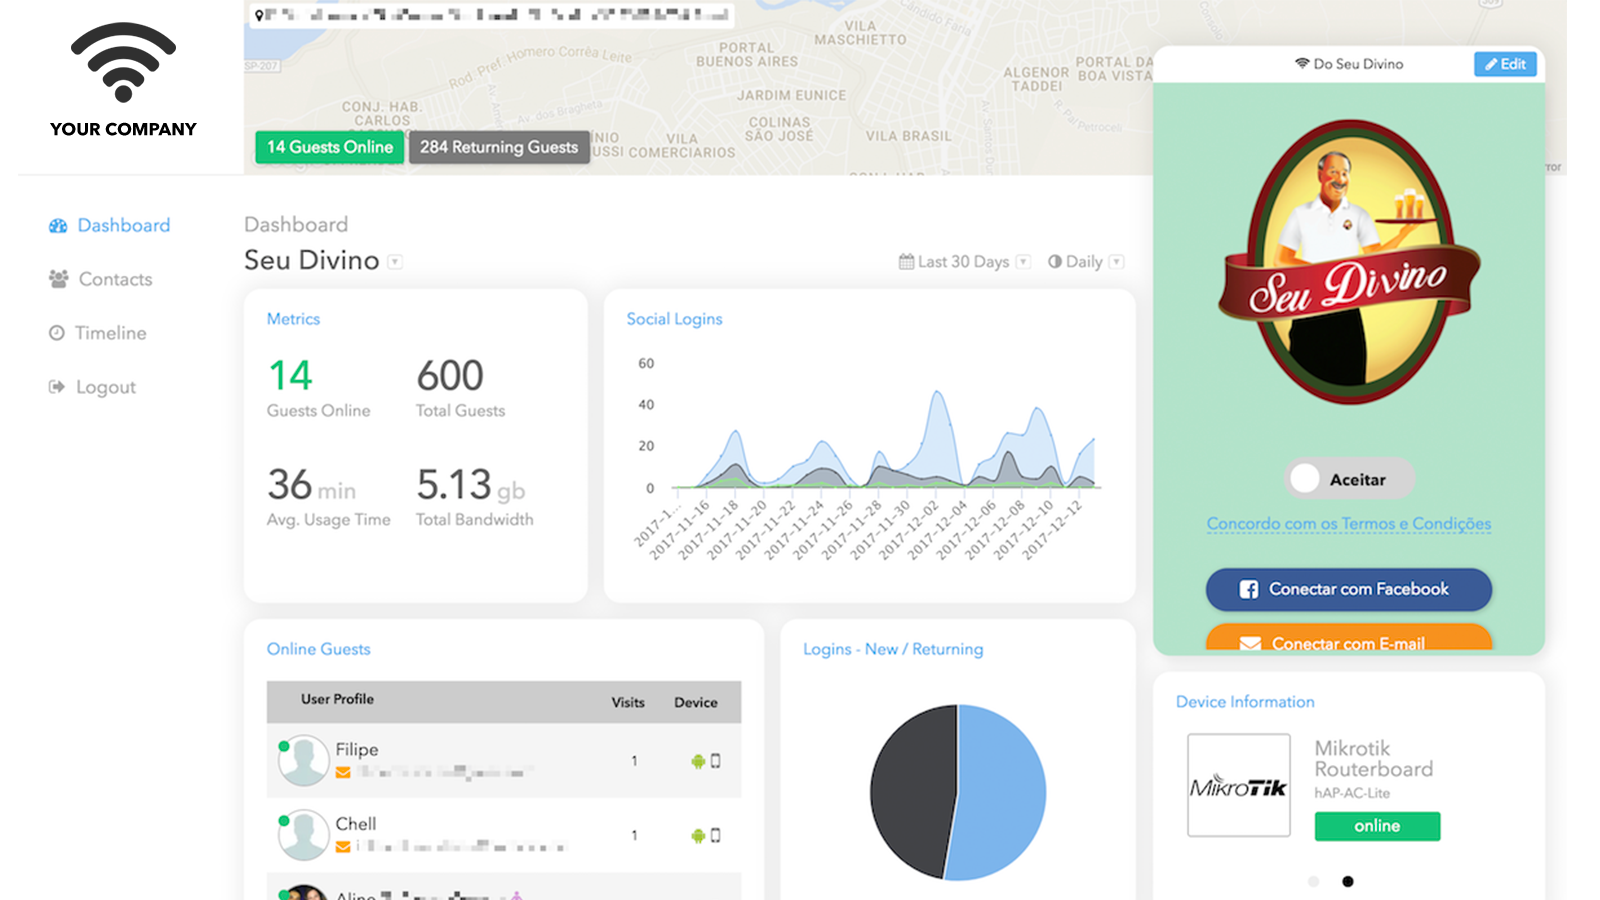 YOUR COMPANY
SP-207
Rod. Pref. Homero Corrêa Leite
Cândido Faria
VILA
MASCHIETTO
PORTAL
BUENOS AIRES
ALGENOR
TADDEI
PORTAL DA
BOA VISTA
JARDIM EUNICE
CONJ. HAB.
CARLOS
Av. dos Bragheta
COLINAS
SÃO JOSÉ
VILA BRASIL
VILA
COMERCIARIOS
R. Pai Petroceli
14 Guests Online
284 Returning Guests
Dashboard
Contacts
Timeline
Logout
Dashboard
Seu Divino
Last 30 Days
Daily
Metrics
14
Guests Online
600
Total Guests
36 min
Avg. Usage Time
5.13 gb
Total Bandwidth
Social Logins
60
40
20
0
2017-1...
2017-11-16
2017-11-18
2017-11-20
2017-11-22
2017-11-24
2017-11-26
2017-11-28
2017-11-30
2017-12-02
2017-12-04
2017-12-06
2017-12-08
2017-12-10
2017-12-12
Do Seu Divino
Edit
Seu Divino
Aceitar
Concordo com os Termos e Condições
Conectar com Facebook
Conectar com E-mail
Online Guests
User Profile Visits Device
Filipe
1
Chell
1
Aline
Logins - New / Returning
Device Information
MikroTik
Mikrotik
Routerboard
hAP-AC-Lite
online